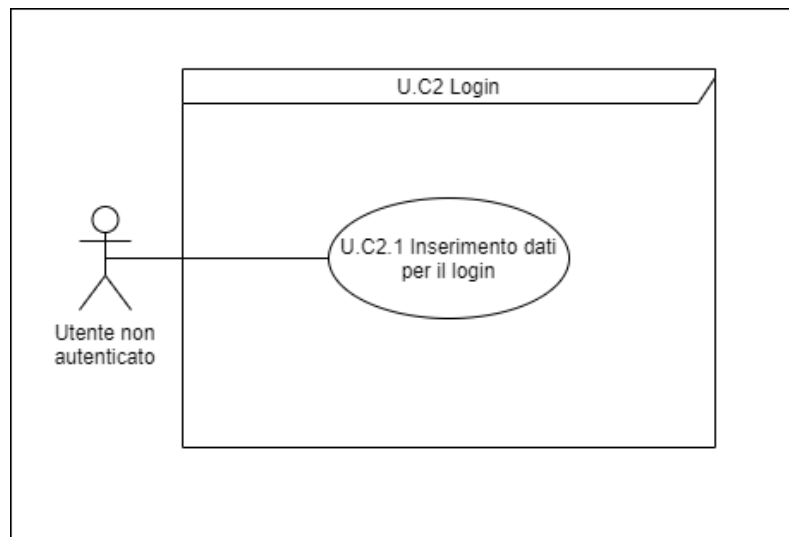 U.C2 Login
U.C2.1 Inserimento dati
per il login
Utente non
autenticato